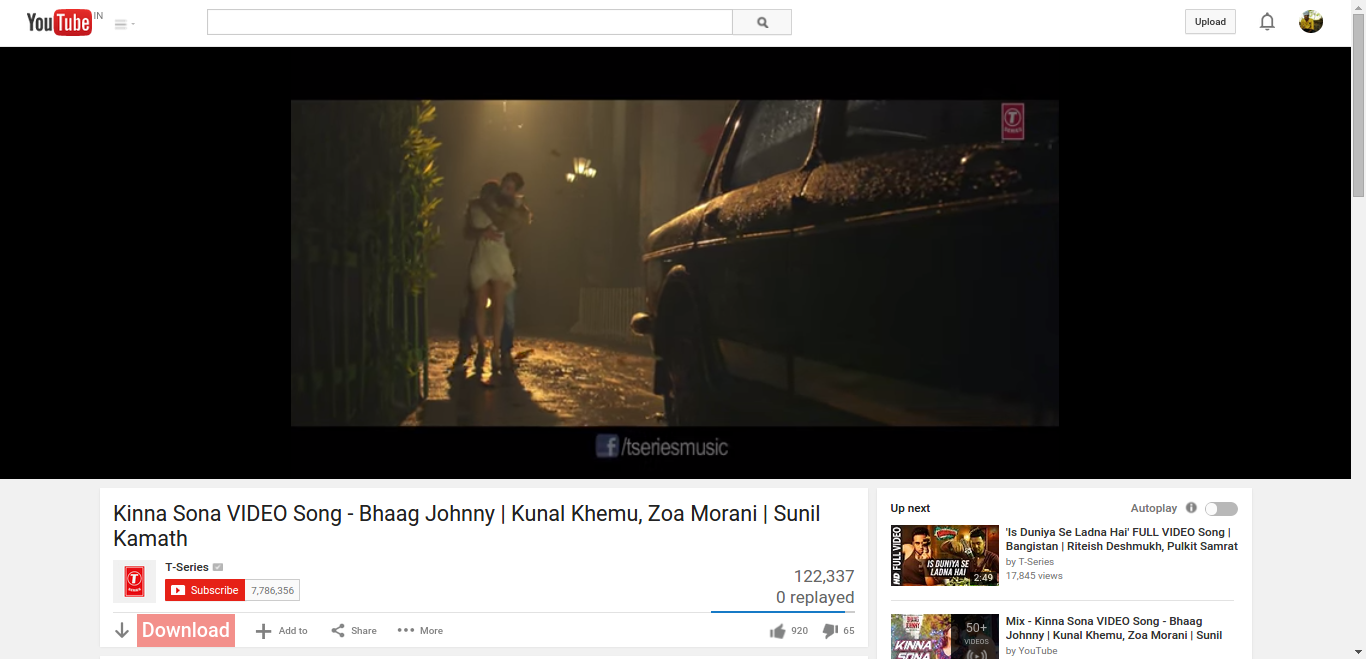 YouTube IN
Upload
T
SERIES
f/tseriesmusic
Kinna Sona VIDEO Song - Bhaag Johnny | Kunal Khemu, Zoa Morani | Sunil
Kamath
T-Series
Subscribe 7,786,356
122,337
0 replayed
Download Add to Share More
920 65
Up next
Autoplay
HD FULL VIDEO
IS DUNIYA SE
LADNA HAI
2:49
'Is Duniya Se Ladna Hai' FULL VIDEO Song |
Bangistan | Riteish Deshmukh, Pulkit Samrat
by T-Series
17,845 views
BHAAG
JOHNNY
KINNA
SONA
50+
VIDEOS
Mix - Kinna Sona VIDEO Song - Bhaag
Johnny | Kunal Khemu, Zoa Morani | Sunil
by YouTube